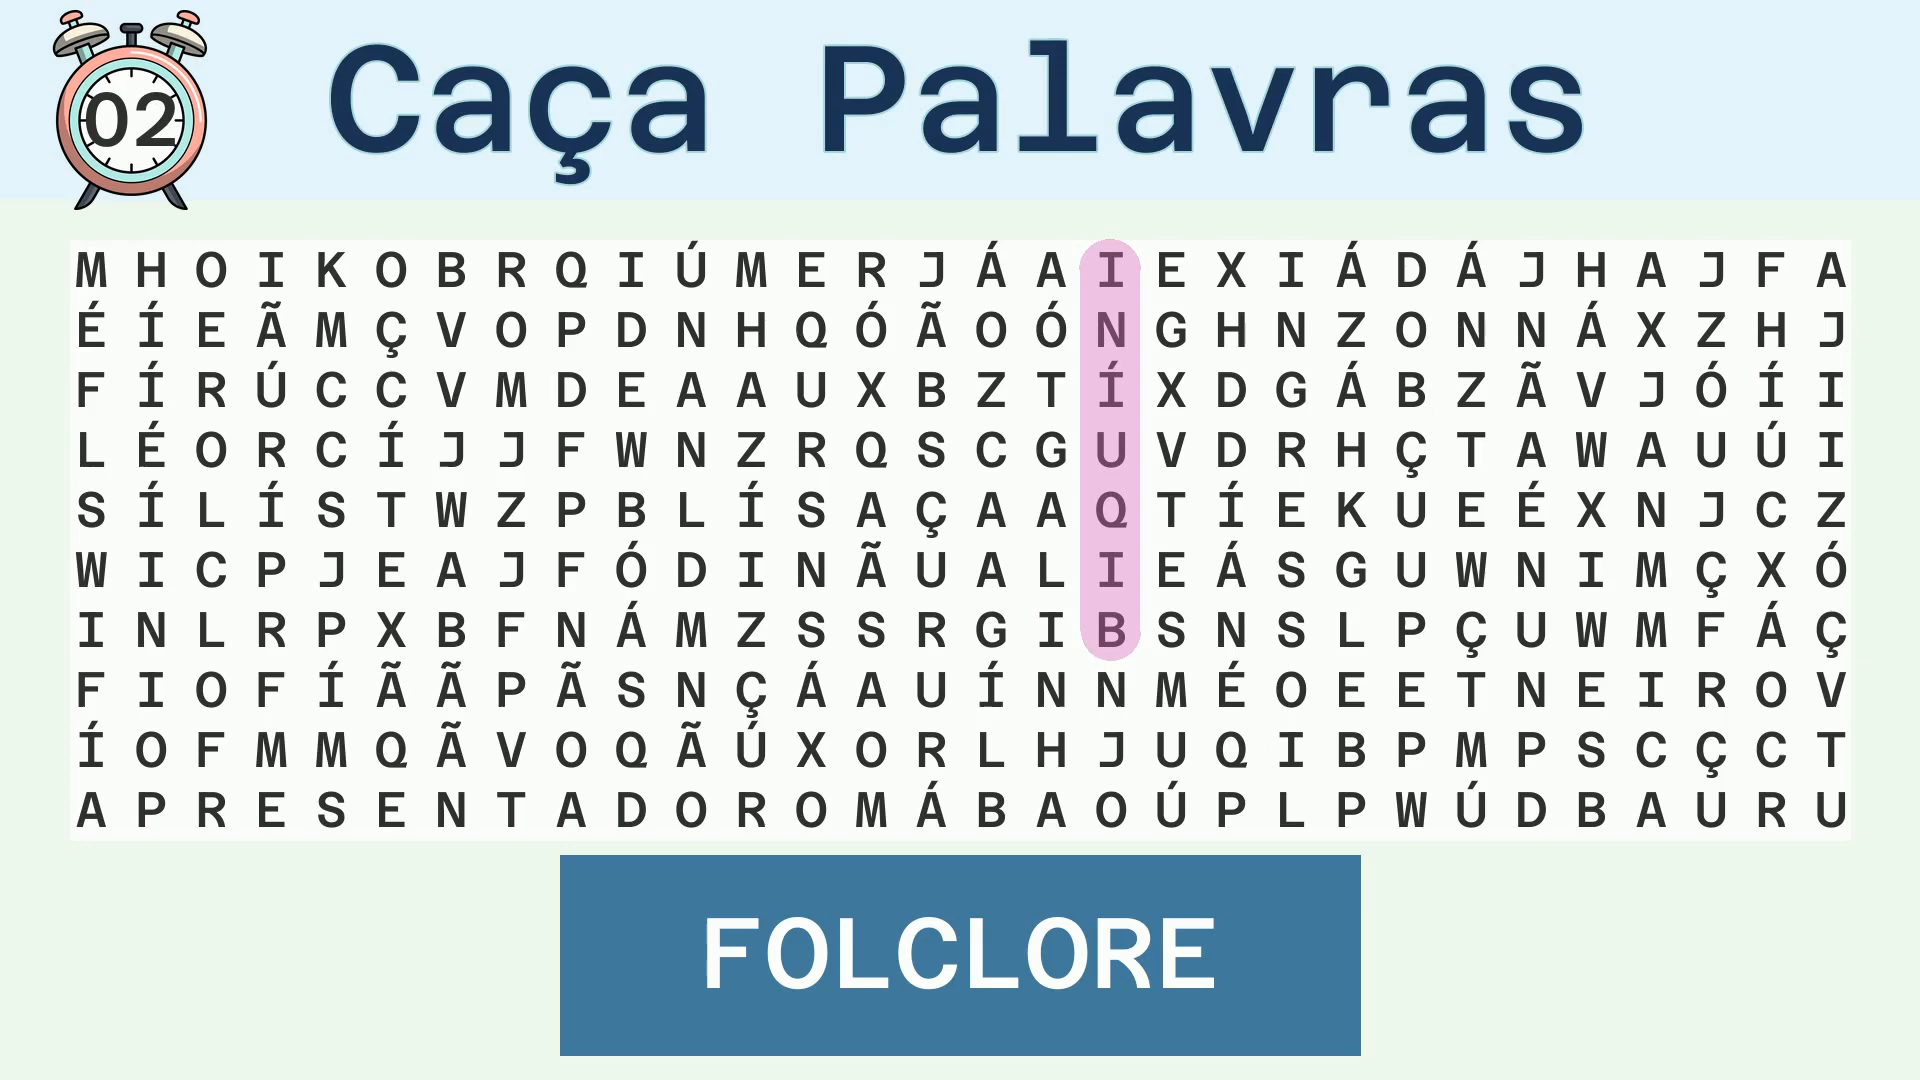 02
Caça Palavras
M H O I K O B R Q I Ú M E R J Á A I E X I Á D Á J H A J F A
É Í E Ã M Ç V O P D N H Q Ó Ã O Ó N G H N Z O N N Á X Z H J
F Í R Ú C C V M D E A A U X B Z T Í X D G Á B Z Ã V J Ó Í I
L É O R C Í J J F W N Z R Q S C G U V D R H Ç T A W A U Ú I
S Í L Í S T W Z P B L Í S A Ç A A Q T Í E K U E É X N J C Z
W I C P J E A J F Ó D I N Ã U A L I E Á S G U W N I M Ç X Ó
I N L R P X B F N Á M Z S S R G I B S N S L P Ç U W M F Á Ç
F I O F Í Ã Ã P Ã S N Ç Á A U Í N N M É O E E T N E I R O V
Í O F M M Q Ã V O Q Ã Ú X O R L H J U Q I B P M P S C Ç C T
A P R E S E N T A D O R O M Á B A O Ú P L P W Ú D B A U R U
FOLCLORE